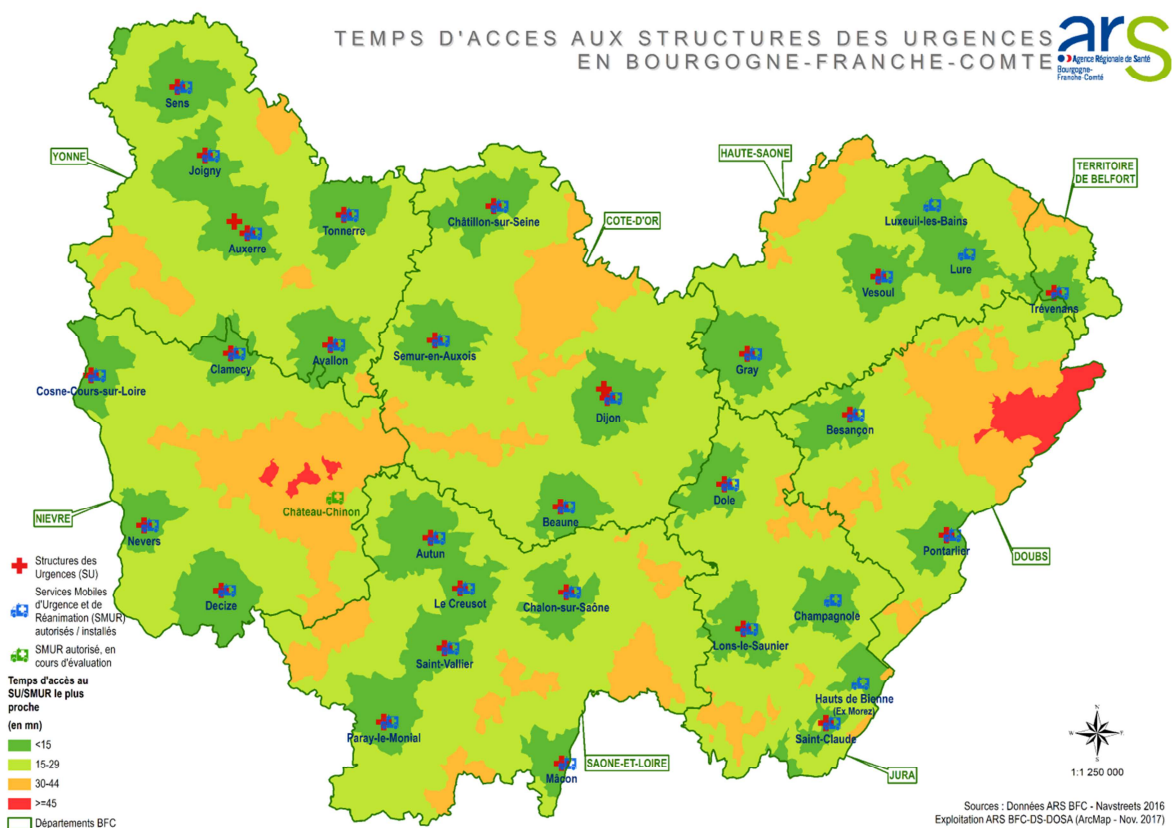 TEMPS D'ACCES AUX STRUCTURES DES URGENCES
EN BOURGOGNE-FRANCHE-COMTE
ars
Agence Régionale de Santé
Bourgogne-
Franche-Comté
YONNE
HAUTE-SAONE
TERRITOIRE
DE BELFORT
COTE-D'OR
NIEVRE
DOUBS
SAONE-ET-LOIRE
JURA
Sens
Joigny
Auxerre
Tonnerre
Châtillon-sur-Seine
Luxeuil-les-Bains
Lure
Vesoul
Trévenans
Clamecy
Avallon
Semur-en-Auxois
Gray
Cosne-Cours-sur-Loire
Dijon
Besançon
Dole
Château-Chinon
Beaune
Nevers
Autun
Pontarlier
Decize
Le Creusot
Chalon-sur-Saône
Champagnole
Lons-le-Saunier
Saint-Vallier
Hauts de Bienne
(Ex Morez)
Paray-le-Monial
Saint-Claude
Mâcon
Structures des
Urgences (SU)
Services Mobiles
d'Urgence et de
Réanimation (SMUR)
autorisés / installés
SMUR autorisé, en
cours d'évaluation
Temps d'accès au
SU/SMUR le plus
proche
(en mn)
<15
15-29
30-44
>=45
Départements BFC
N
W
E
S
1:1 250 000
Sources : Données ARS BFC - Navstreets 2016
Exploitation ARS BFC-DS-DOSA (ArcMap - Nov. 2017)